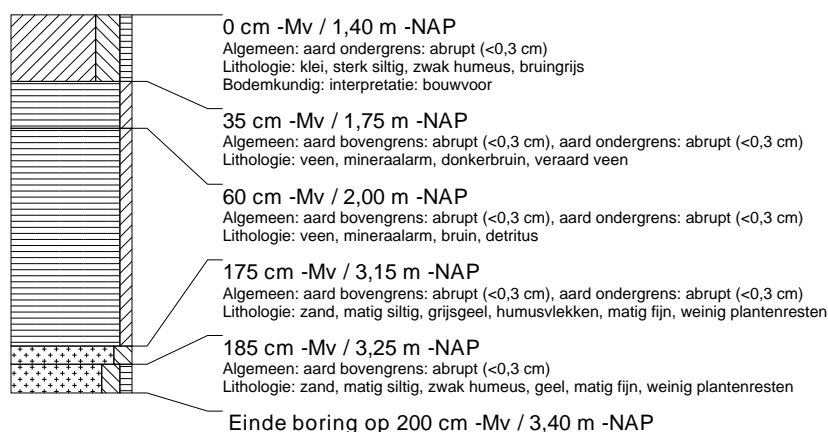 0 cm -Mv / 1,40 m -NAP
Algemeen: aard ondergrens: abrupt (<0,3 cm)
Lithologie: klei, sterk siltig, zwak humeus, bruingrijs
Bodemkundig: interpretatie: bouwvoor
35 cm -Mv / 1,75 m -NAP
Algemeen: aard bovengrens: abrupt (<0,3 cm), aard ondergrens: abrupt (<0,3 cm)
Lithologie: veen, mineraalarm, donkerbruin, veraard veen
60 cm -Mv / 2,00 m -NAP
Algemeen: aard bovengrens: abrupt (<0,3 cm), aard ondergrens: abrupt (<0,3 cm)
Lithologie: veen, mineraalarm, bruin, detritus
175 cm -Mv / 3,15 m -NAP
Algemeen: aard bovengrens: abrupt (<0,3 cm), aard ondergrens: abrupt (<0,3 cm)
Lithologie: zand, matig siltig, grijsgeel, humusvlekken, matig fijn, weinig plantenresten
185 cm -Mv / 3,25 m -NAP
Algemeen: aard bovengrens: abrupt (<0,3 cm)
Lithologie: zand, matig siltig, zwak humeus, geel, matig fijn, weinig plantenresten
Einde boring op 200 cm -Mv / 3,40 m -NAP